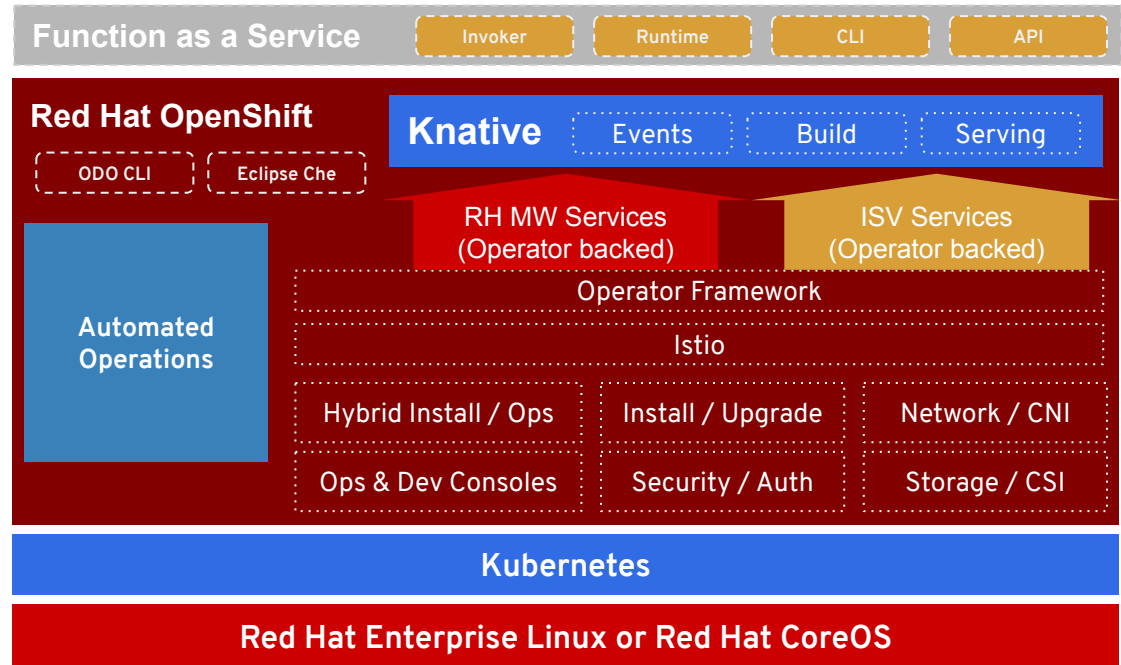 Function as a Service
Invoker
Runtime
CLI
API
Red Hat OpenShift
ODO CLI
Eclipse Che
Knative
Events
Build
Serving
RH MW Services
(Operator backed)
ISV Services
(Operator backed)
Automated
Operations
Operator Framework
Istio
Hybrid Install / Ops
Install / Upgrade
Network / CNI
Ops & Dev Consoles
Security / Auth
Storage / CSI
Kubernetes
Red Hat Enterprise Linux or Red Hat CoreOS